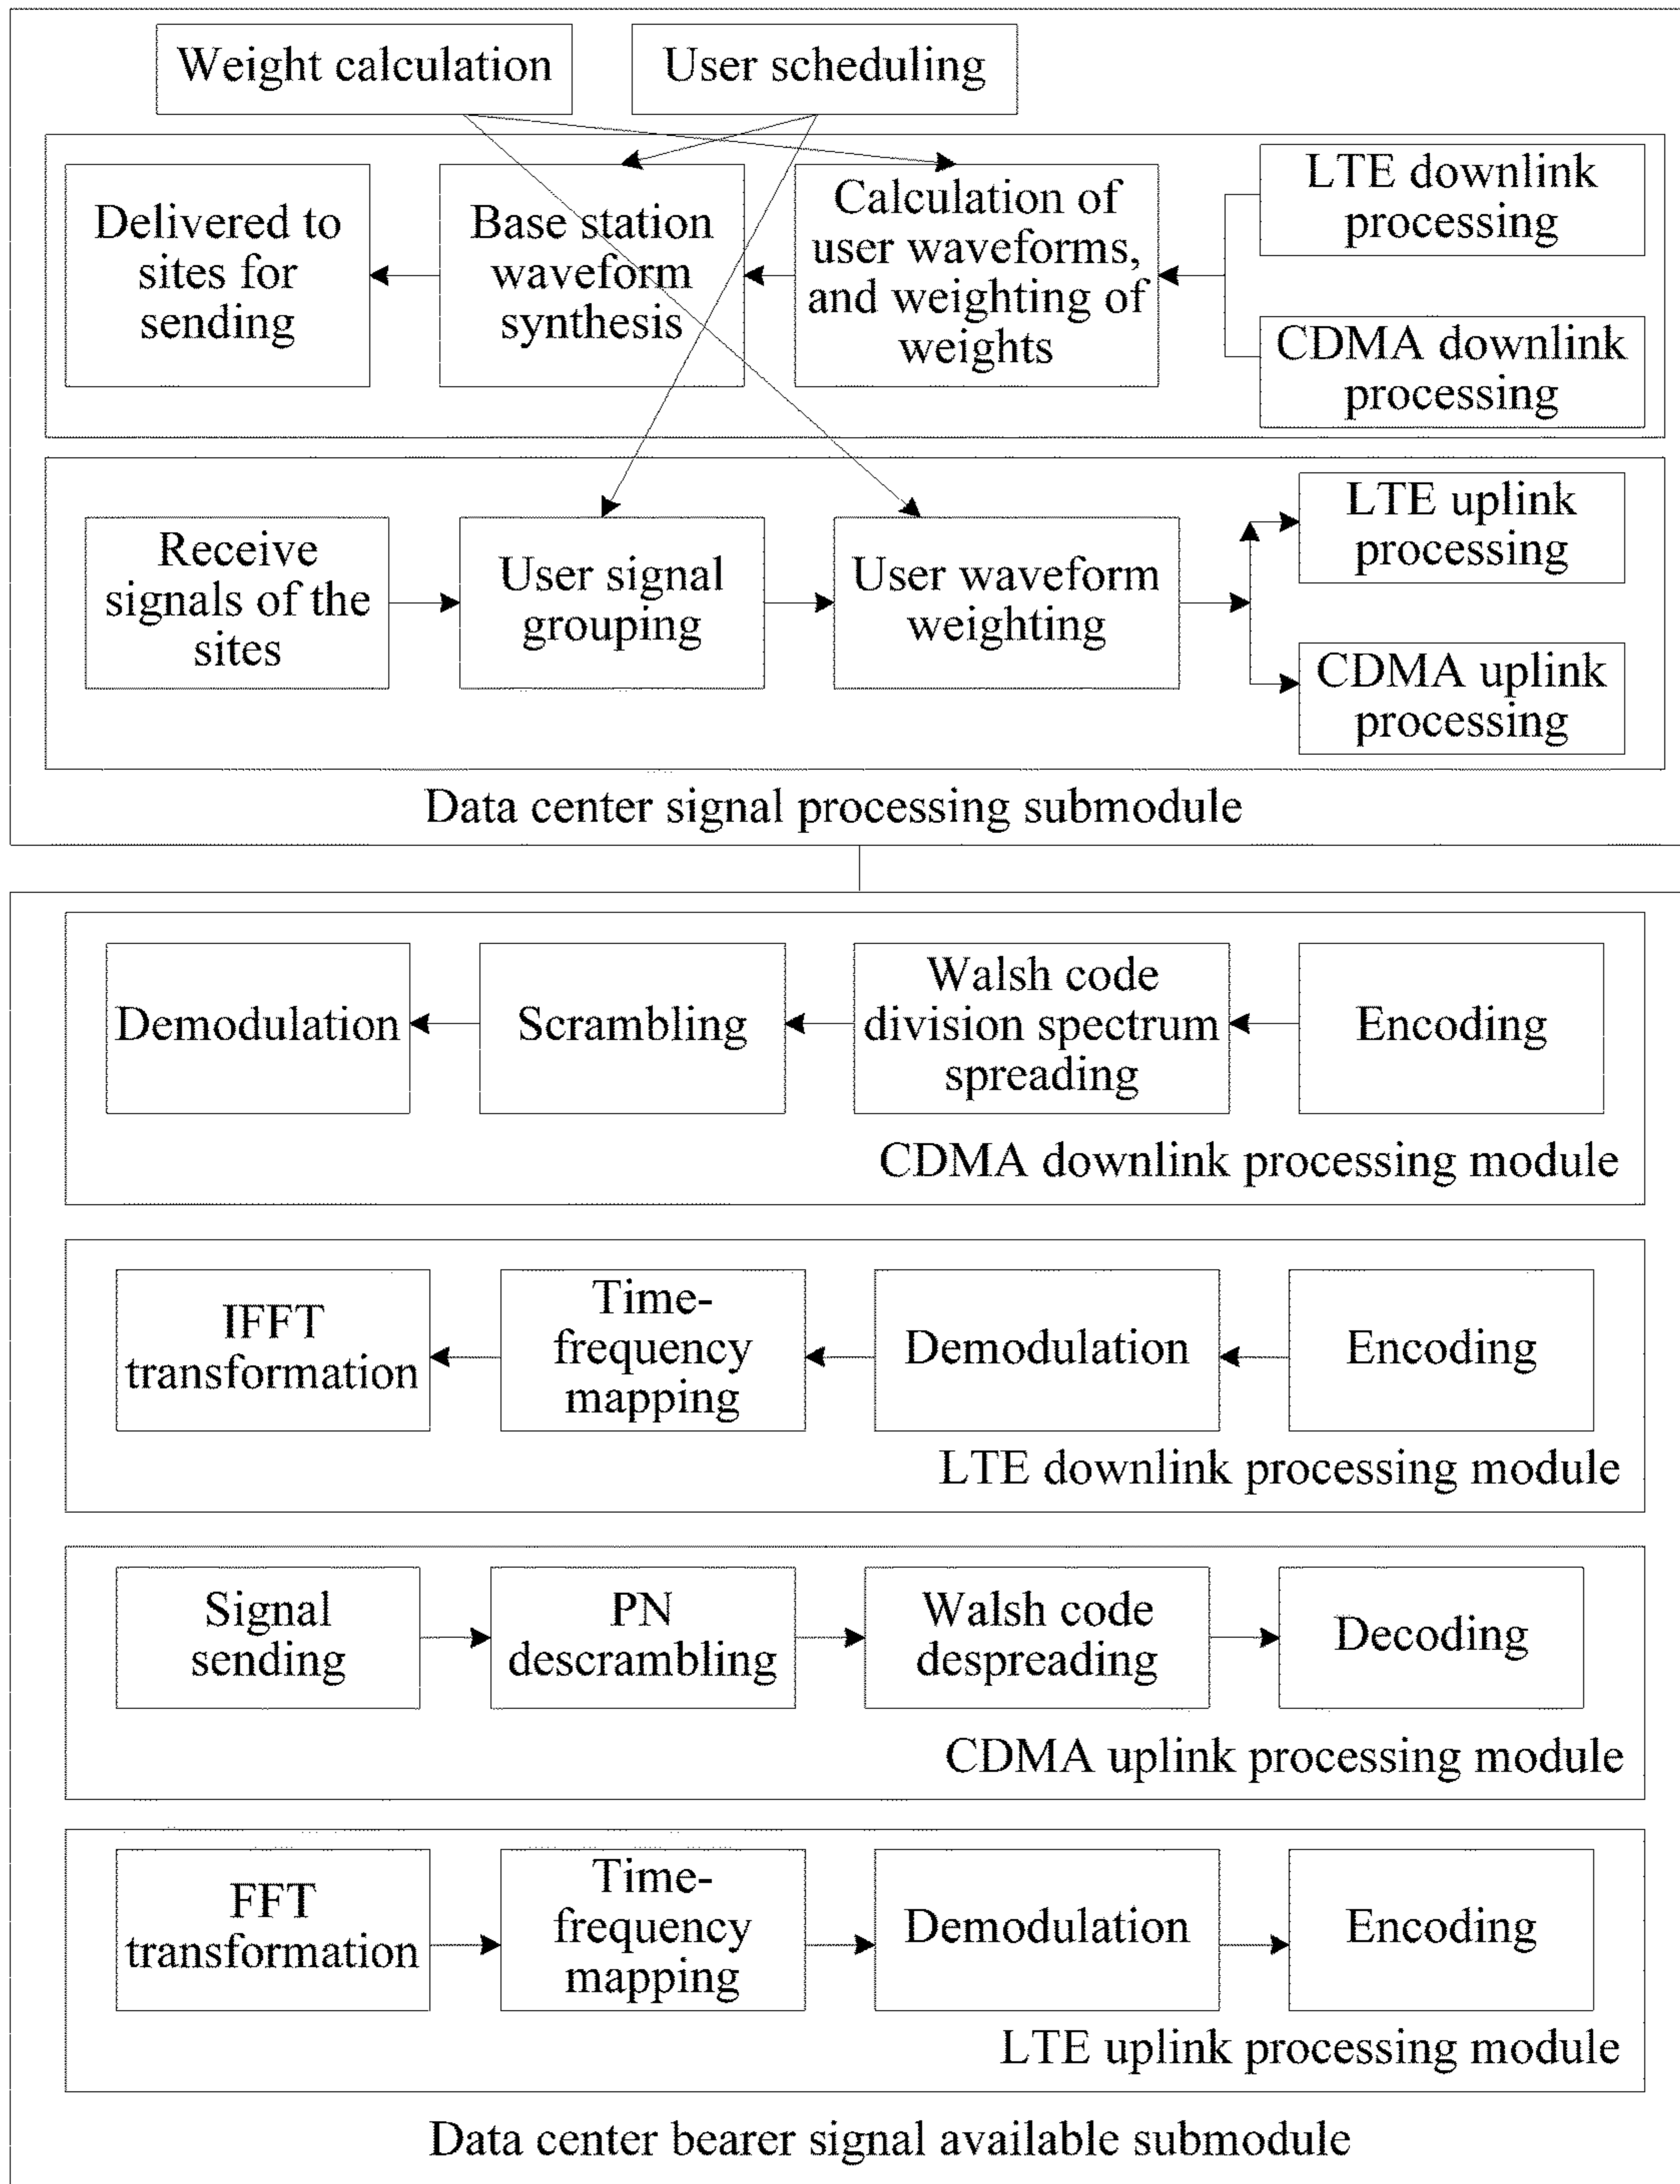 Weight calculation
User scheduling
Delivered to
sites for
sending
Base station
waveform
synthesis
Calculation of
user waveforms,
and weighting of
weights
LTE downlink
processing
CDMA downlink
processing
Receive
signals of the
sites
User signal
grouping
User waveform
weighting
LTE uplink
processing
CDMA uplink
processing
Data center signal processing submodule
Demodulation
Scrambling
Walsh code
division spectrum
spreading
Encoding
CDMA downlink processing module
IFFT
transformation
Time-
frequency
mapping
Demodulation
Encoding
LTE downlink processing module
Signal
sending
PN
descrambling
Walsh code
despreading
Decoding
CDMA uplink processing module
FFT
transformation
Time-
frequency
mapping
Demodulation
Encoding
LTE uplink processing module
Data center bearer signal available submodule